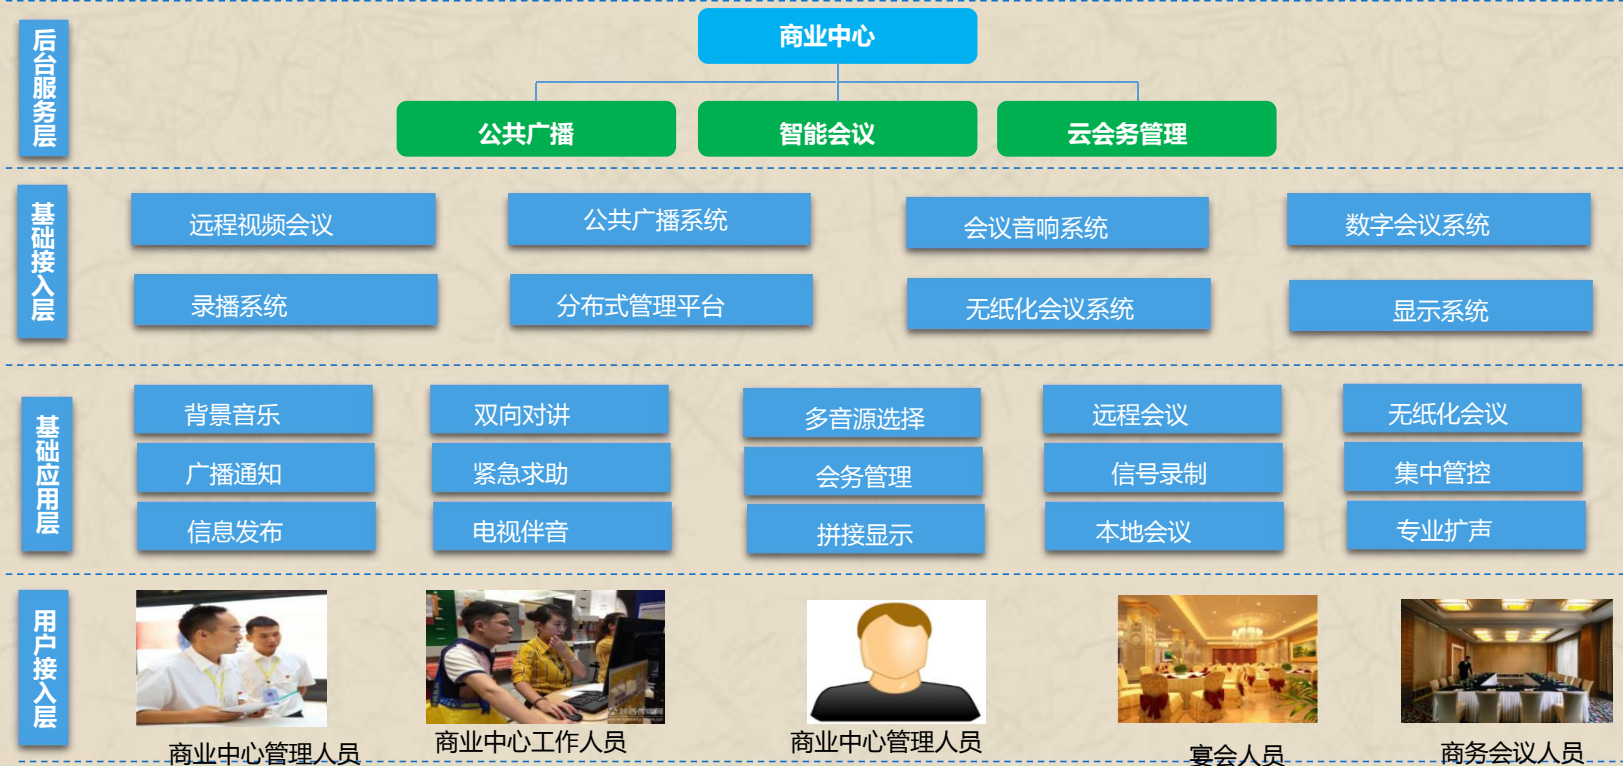 后台服务层
商业中心
公共广播
智能会议
云会务管理
基础接入层
远程视频会议
公共广播系统
会议音响系统
数字会议系统
录播系统
分布式管理平台
无纸化会议系统
显示系统
基础应用层
背景音乐
双向对讲
多音源选择
远程会议
无纸化会议
广播通知
紧急求助
会务管理
信号录制
集中管控
信息发布
电视伴音
拼接显示
本地会议
专业扩声
用户接入层
商业中心管理人员
商业中心工作人员
商业中心管理人员
宴会人员
商务会议人员